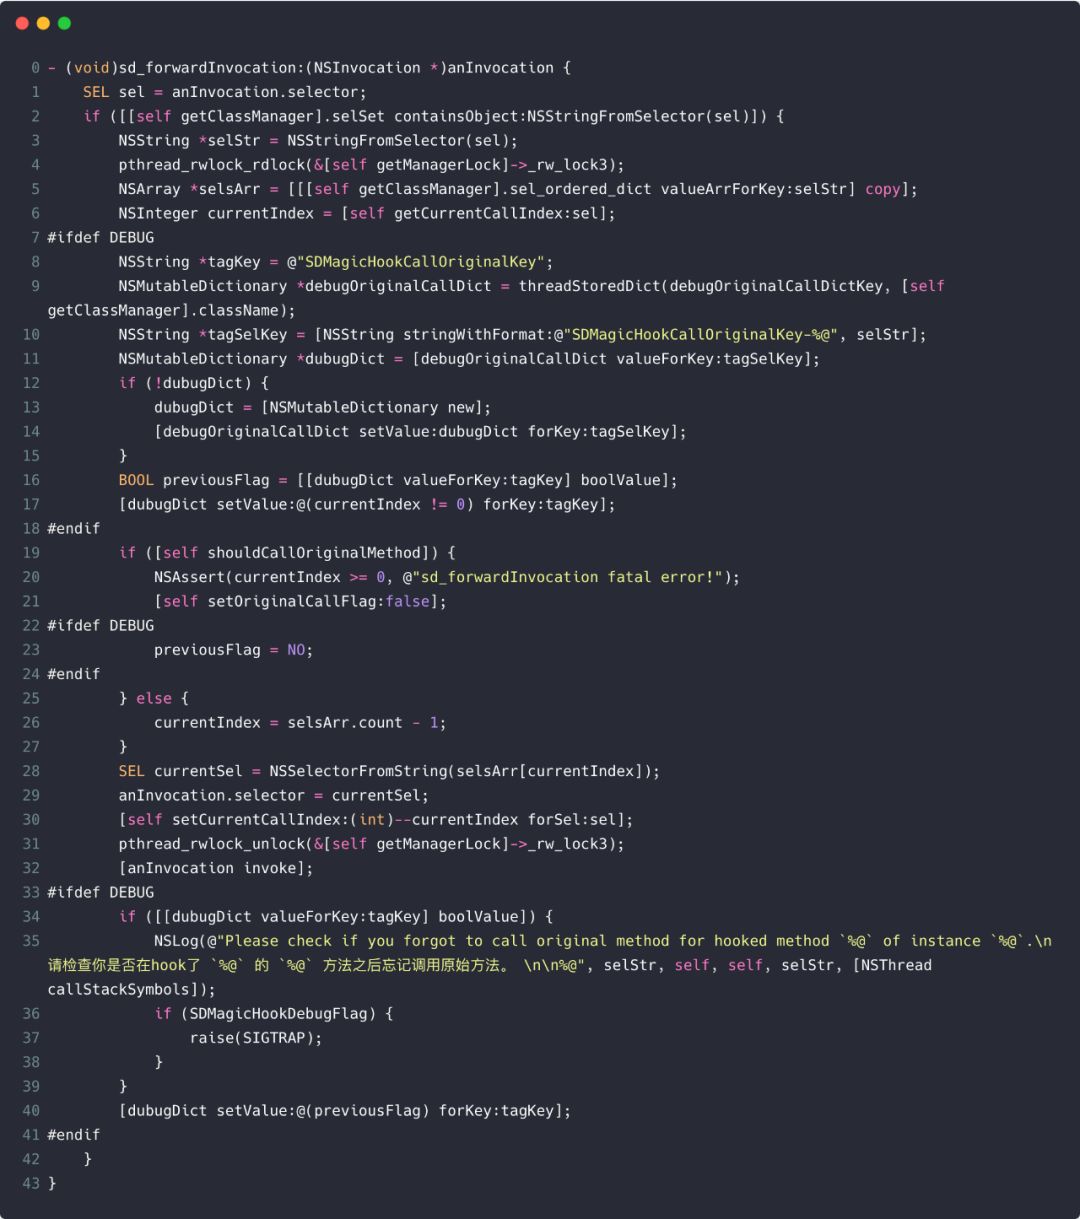 0 - (void)sd_forwardInvocation:(NSInvocation *)anInvocation {
1     SEL sel = anInvocation.selector;
2     if ([[self getClassManager].selSet containsObject:NSStringFromSelector(sel)]) {
3         NSString *selStr = NSStringFromSelector(sel);
4         pthread_rwlock_rdlock(&[self getManagerLock]->_rw_lock3);
5         NSArray *selsArr = [[[self getClassManager].sel_ordered_dict valueArrForKey:selStr] copy];
6         NSInteger currentIndex = [self getCurrentCallIndex:sel];
7 #ifdef DEBUG
8         NSString *tagKey = @"SDMagicHookCallOriginalKey";
9         NSMutableDictionary *debugOriginalCallDict = threadStoredDict(debugOriginalCallDictKey, [self
getClassManager].className);
10         NSString *tagSelKey = [NSString stringWithFormat:@"SDMagicHookCallOriginalKey-%@", selStr];
11         NSMutableDictionary *dubugDict = [debugOriginalCallDict valueForKey:tagSelKey];
12         if (!dubugDict) {
13             dubugDict = [NSMutableDictionary new];
14             [debugOriginalCallDict setValue:dubugDict forKey:tagSelKey];
15         }
16         BOOL previousFlag = [[dubugDict valueForKey:tagKey] boolValue];
17         [dubugDict setValue:@(currentIndex != 0) forKey:tagKey];
18 #endif
19         if ([self shouldCallOriginalMethod]) {
20             NSAssert(currentIndex >= 0, @"sd_forwardInvocation fatal error!");
21             [self setOriginalCallFlag:false];
22 #ifdef DEBUG
23             previousFlag = NO;
24 #endif
25         } else {
26             currentIndex = selsArr.count - 1;
27         }
28         SEL currentSel = NSSelectorFromString(selsArr[currentIndex]);
29         anInvocation.selector = currentSel;
30         [self setCurrentCallIndex:(int)--currentIndex forSel:sel];
31         pthread_rwlock_unlock(&[self getManagerLock]->_rw_lock3);
32         [anInvocation invoke];
33 #ifdef DEBUG
34         if ([[dubugDict valueForKey:tagKey] boolValue]) {
35             NSLog(@"Please check if you forgot to call original method for hooked method `%@` of instance `%@`.\n
请检查你是否在hook了 `%@` 的 `%@` 方法之后忘记调用原始方法。 \n\n%@", selStr, self, self, selStr, [NSThread
callStackSymbols]);
36             if (SDMagicHookDebugFlag) {
37                 raise(SIGTRAP);
38             }
39         }
40         [dubugDict setValue:@(previousFlag) forKey:tagKey];
41 #endif
42     }
43 }